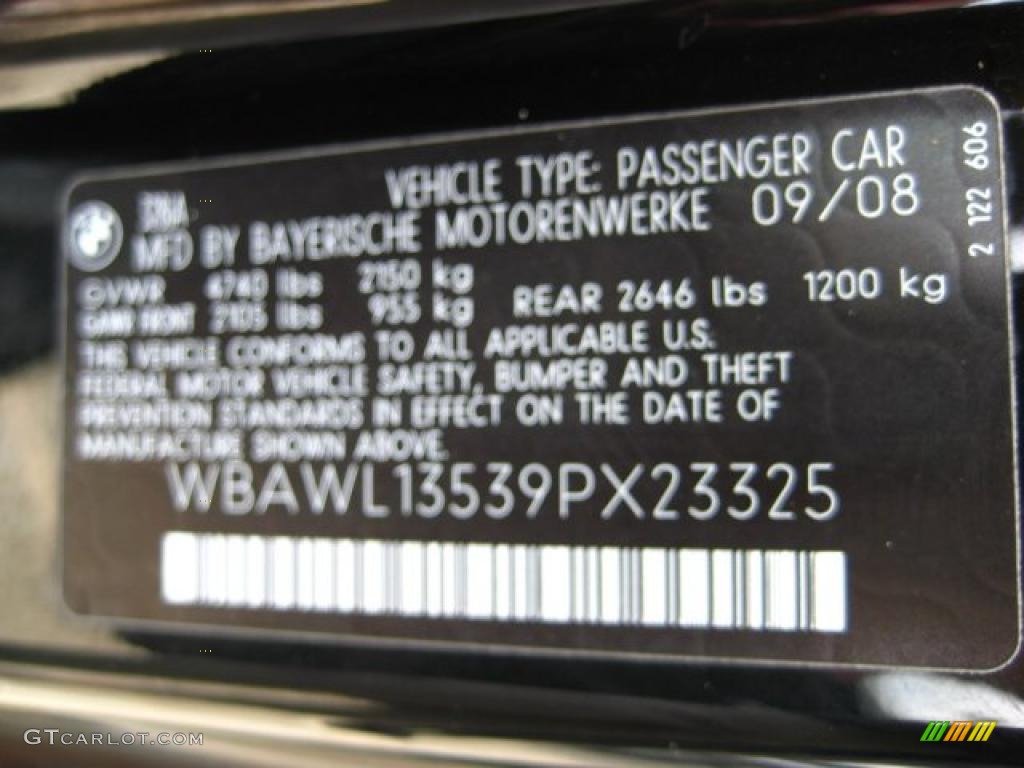 VEHICLE TYPE: PASSENGER CAR
MFD BY BAYERISCHE MOTORENWERKE 09/08
GVWR 4740 lbs 2150 kg
GAWR FRONT 2105 lbs 955 kg REAR 2646 lbs 1200 kg
THIS VEHICLE CONFORMS TO ALL APPLICABLE U.S.
FEDERAL MOTOR VEHICLE SAFETY, BUMPER AND THEFT
PREVENTION STANDARDS IN EFFECT ON THE DATE OF
MANUFACTURE SHOWN ABOVE.
WBAWL13539PX23325
2 122 606
GTCARLOT.COM